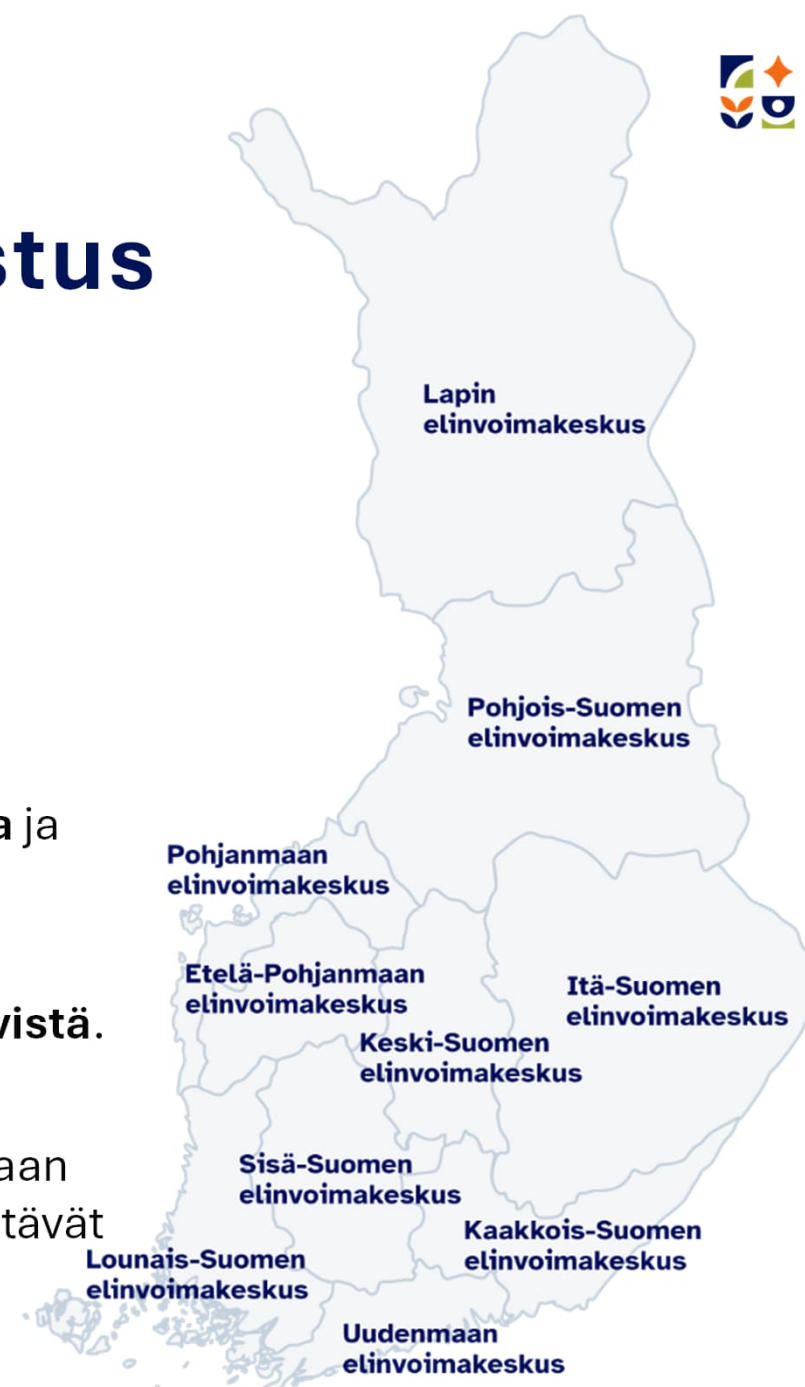 stus
a ja
vistä.
aan
tävät
Lapin
elinvoimakeskus
Pohjois-Suomen
elinvoimakeskus
Pohjanmaan
elinvoimakeskus
Etelä-Pohjanmaan
elinvoimakeskus
Itä-Suomen
elinvoimakeskus
Keski-Suomen
elinvoimakeskus
Sisä-Suomen
elinvoimakeskus
Kaakkois-Suomen
elinvoimakeskus
Lounais-Suomen
elinvoimakeskus
Uudenmaan
elinvoimakeskus